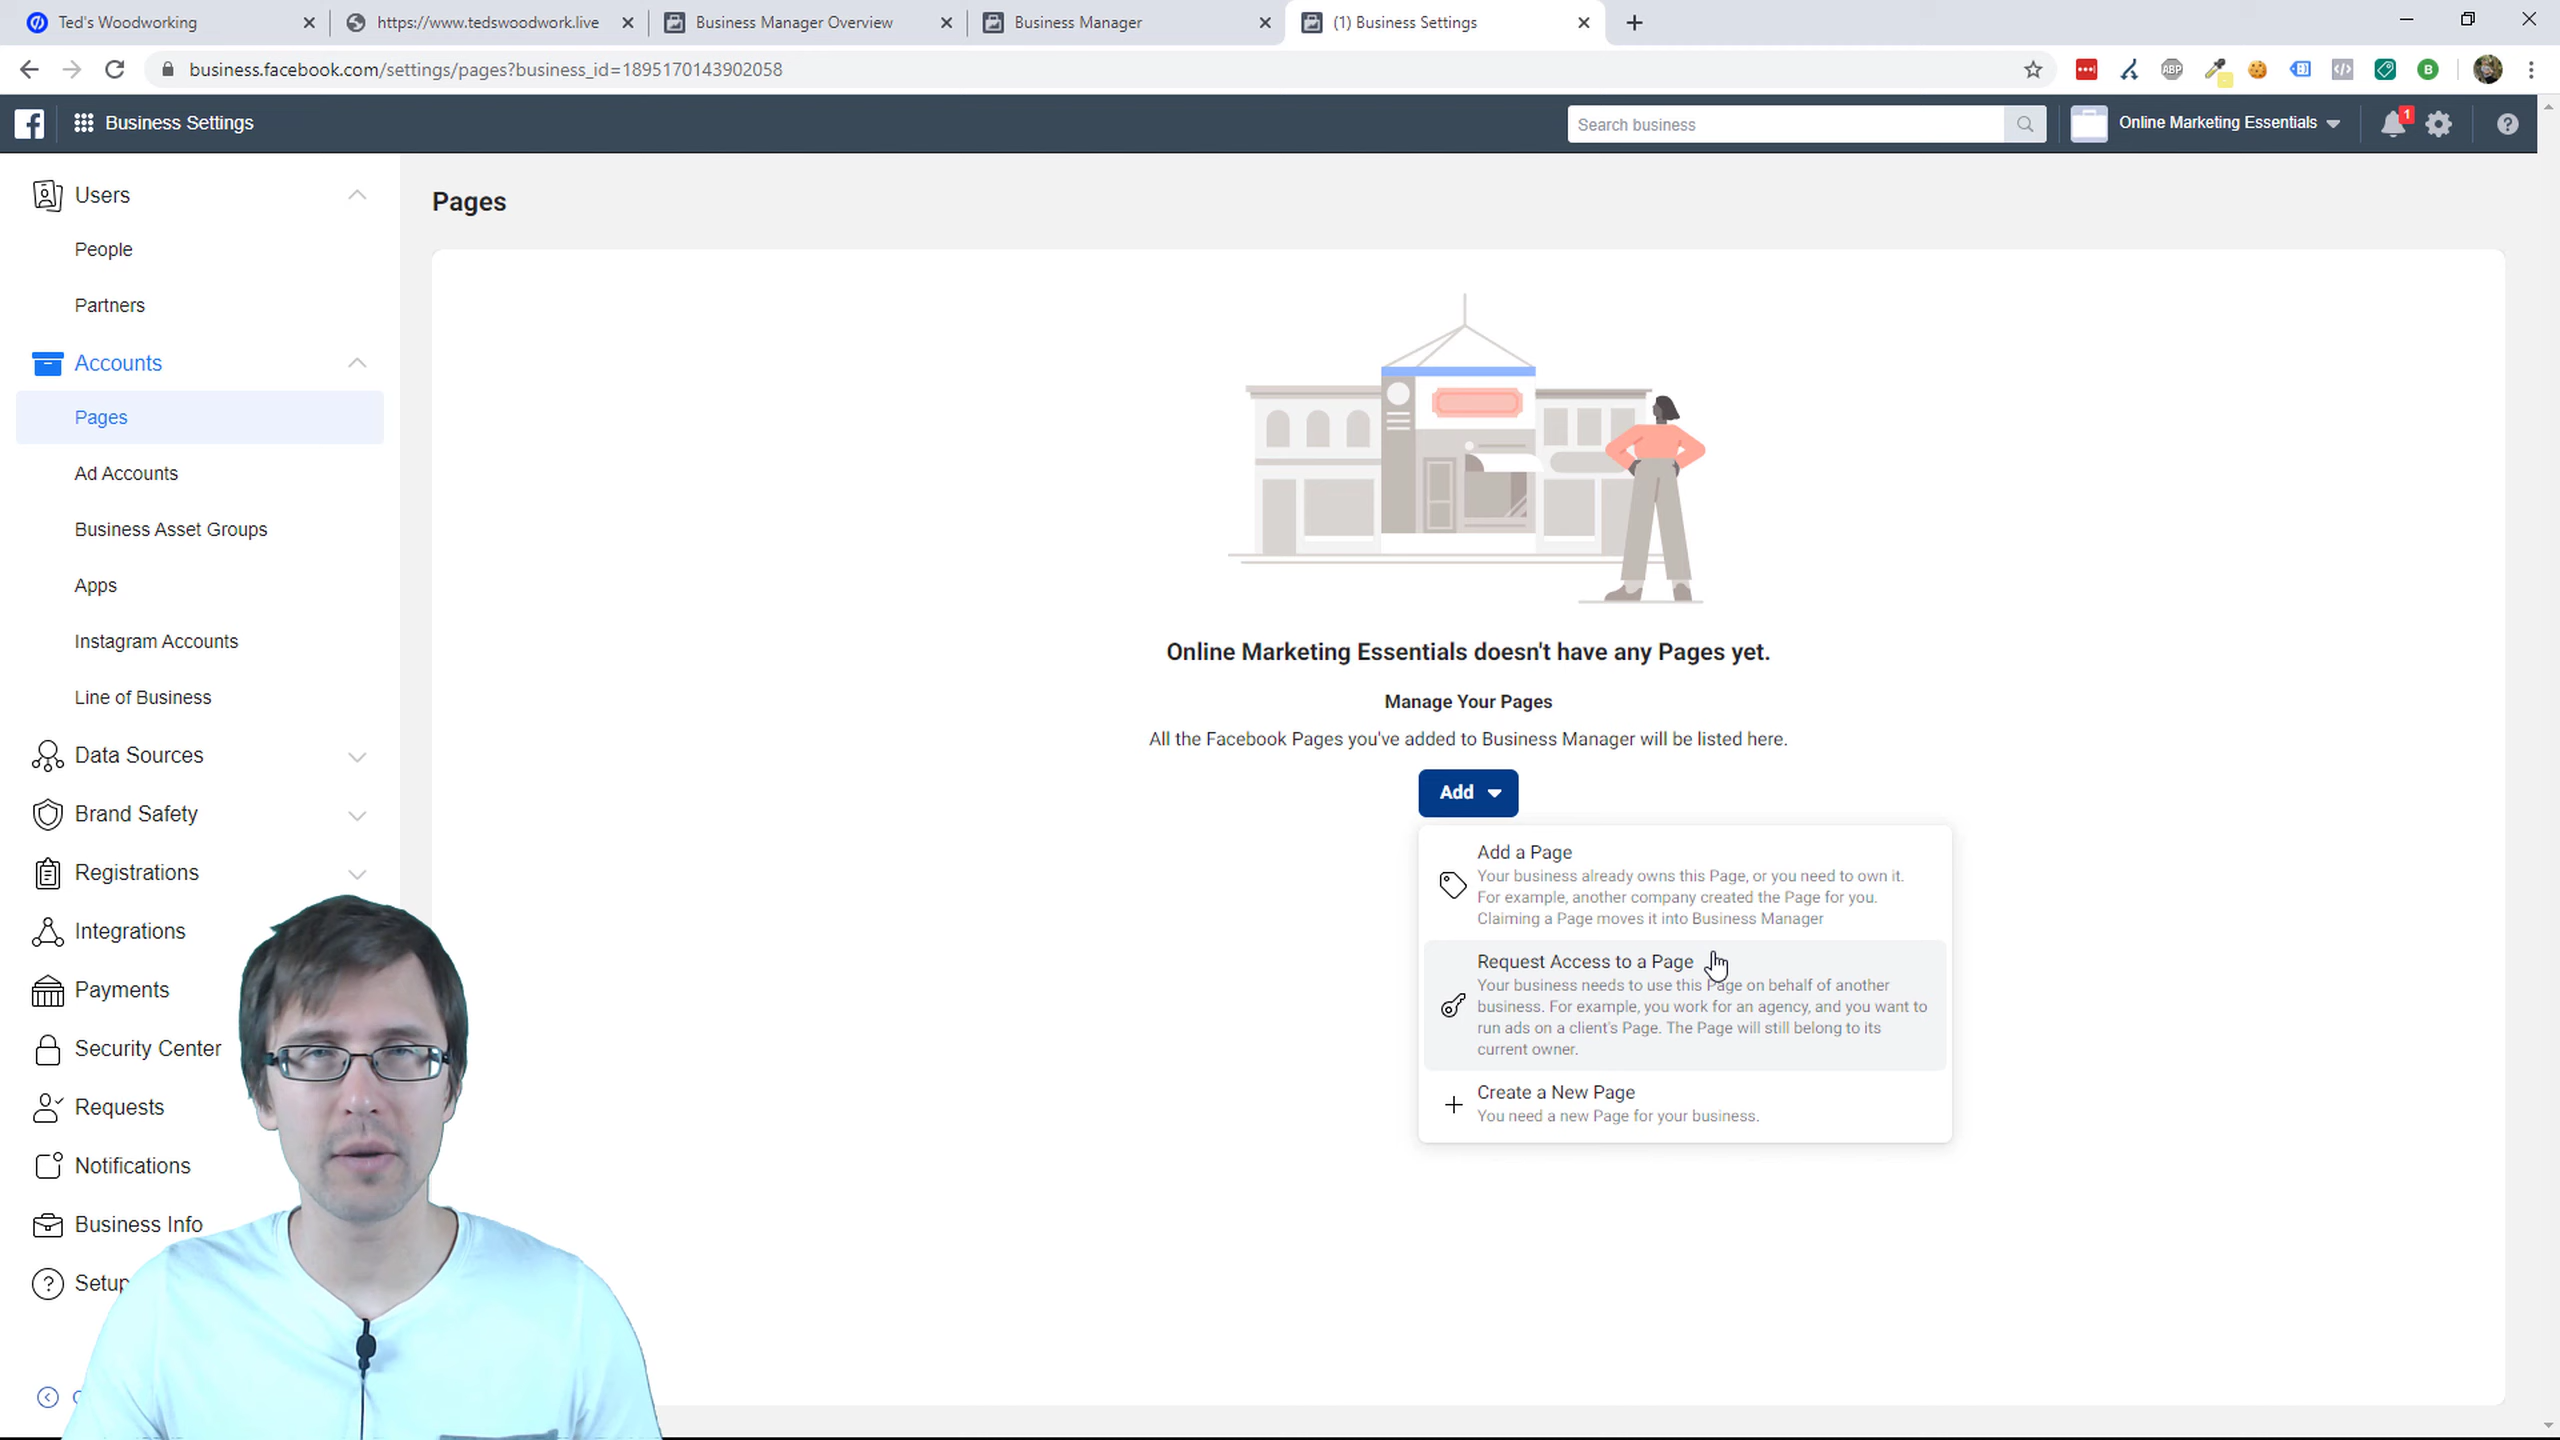 Ted's Woodworking
https://www.tedswoodwork.live
Business Manager Overview
Business Manager
(1) Business Settings
business.facebook.com/settings/pages?business_id=1895170143902058
ABP
B
Business Settings
Search business
Online Marketing Essentials
1
Users
People
Partners
Accounts
Pages
Ad Accounts
Business Asset Groups
Apps
Instagram Accounts
Line of Business
Data Sources
Brand Safety
Registrations
Integrations
Payments
Security Center
Requests
Notifications
Business Info
Setup
Pages
Online Marketing Essentials doesn't have any Pages yet.
Manage Your Pages
All the Facebook Pages you've added to Business Manager will be listed here.
Add
Add a Page
Your business already owns this Page, or you need to own it.
For example, another company created the Page for you.
Claiming a Page moves it into Business Manager
Request Access to a Page
Your business needs to use this Page on behalf of another
business. For example, you work for an agency, and you want to
run ads on a client's Page. The Page will still belong to its
current owner.
Create a New Page
You need a new Page for your business.